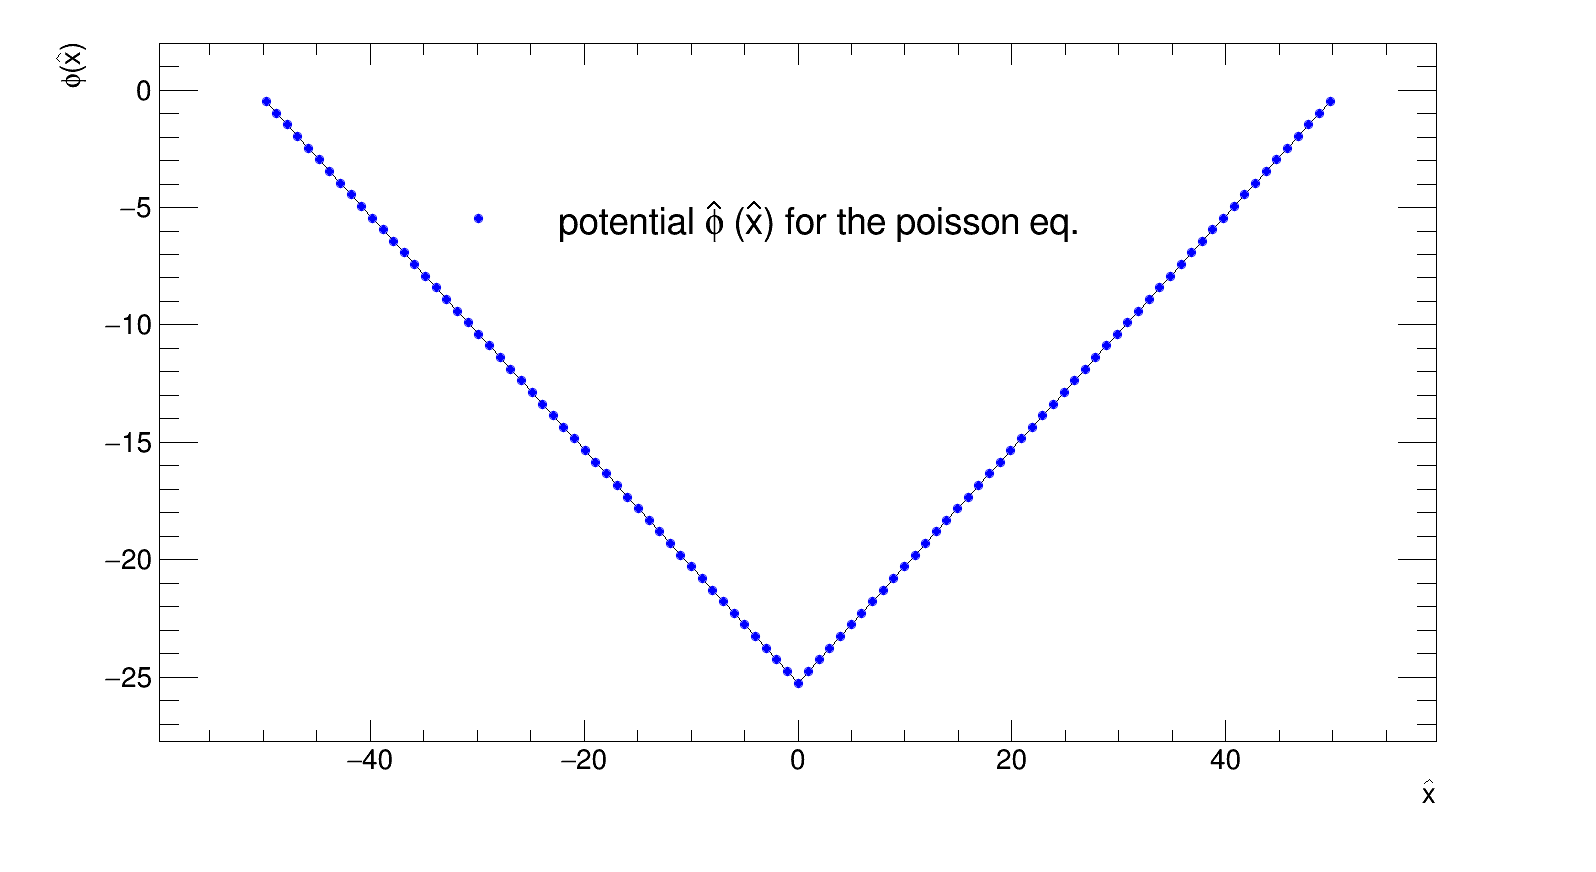 ϕ(x̂)
0
−5
−10
−15
−20
−25
potential ϕ̂ (x̂) for the poisson eq.
−40 −20 0 20 40
x̂